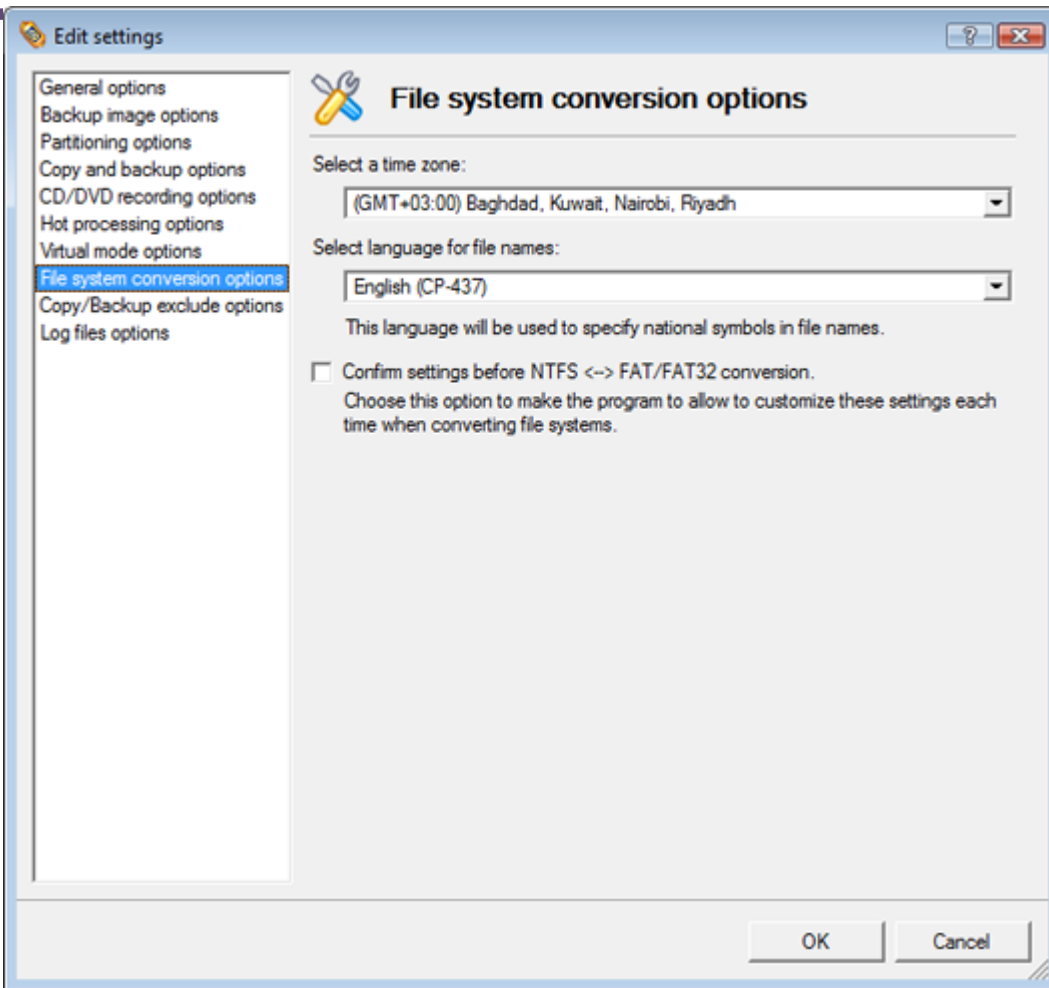 Edit settings
General options
Backup image options
Partitioning options
Copy and backup options
CD/DVD recording options
Hot processing options
Virtual mode options
File system conversion options
Copy/Backup exclude options
Log files options
File system conversion options
Select a time zone:
(GMT+03:00) Baghdad, Kuwait, Nairobi, Riyadh
Select language for file names:
English (CP-437)
This language will be used to specify national symbols in file names.
Confirm settings before NTFS <--> FAT/FAT32 conversion.
Choose this option to make the program to allow to customize these settings each
time when converting file systems.
OK
Cancel